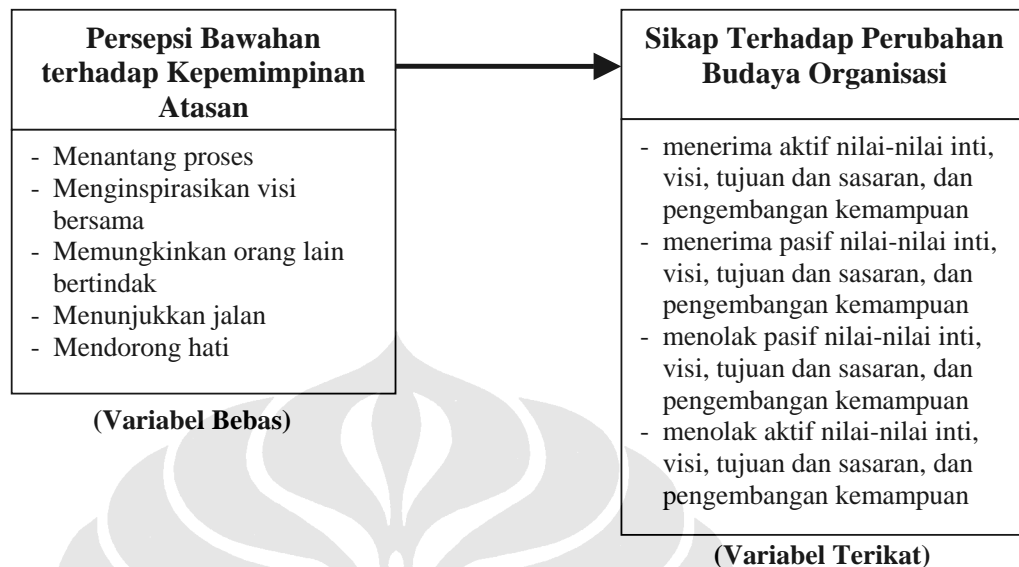 Persepsi Bawahan
terhadap Kepemimpinan
Atasan
- Menantang proses
- Menginspirasikan visi
bersama
- Memungkinkan orang lain
bertindak
- Menunjukkan jalan
- Mendorong hati
(Variabel Bebas)
Sikap Terhadap Perubahan
Budaya Organisasi
- menerima aktif nilai-nilai inti,
visi, tujuan dan sasaran, dan
pengembangan kemampuan
- menerima pasif nilai-nilai inti,
visi, tujuan dan sasaran, dan
pengembangan kemampuan
- menolak pasif nilai-nilai inti,
visi, tujuan dan sasaran, dan
pengembangan kemampuan
- menolak aktif nilai-nilai inti,
visi, tujuan dan sasaran, dan
pengembangan kemampuan
(Variabel Terikat)